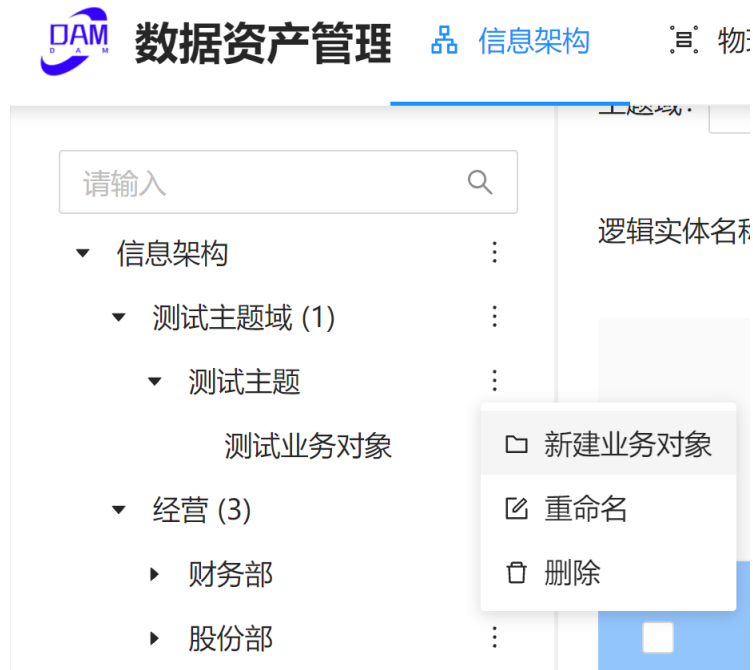 DAM
DAM
数据资产管理
信息架构
请输入
信息架构
测试主题域 (1)
测试主题
测试业务对象
经营 (3)
财务部
股份部
逻辑实体名称
新建业务对象
重命名
删除